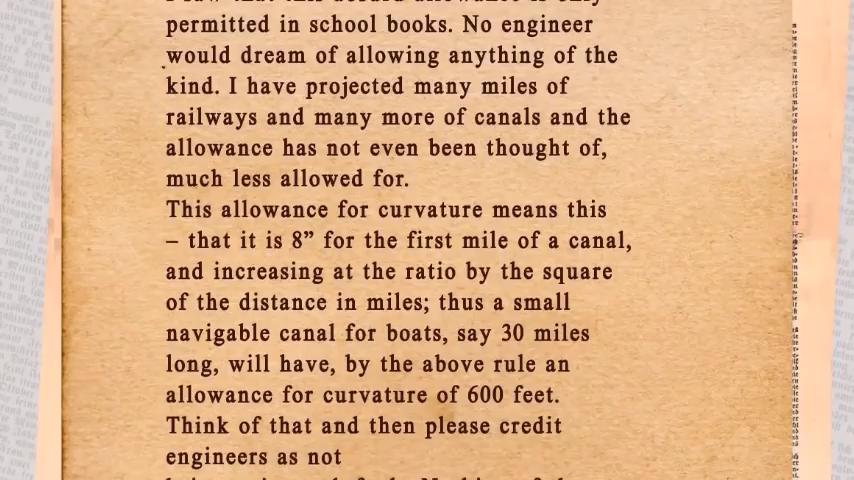 permitted in school books. No engineer
would dream of allowing anything of the
kind. I have projected many miles of
railways and many more of canals and the
allowance has not even been thought of,
much less allowed for.
This allowance for curvature means this
– that it is 8” for the first mile of a canal,
and increasing at the ratio by the square
of the distance in miles; thus a small
navigable canal for boats, say 30 miles
long, will have, by the above rule an
allowance for curvature of 600 feet.
Think of that and then please credit
engineers as not